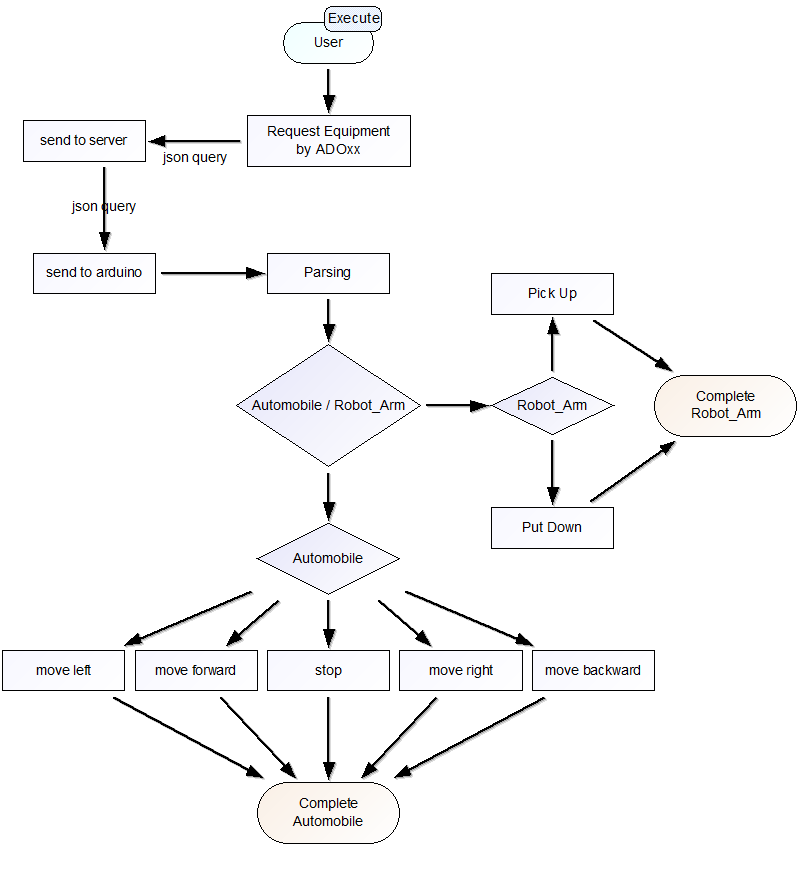 Execute
User
Request Equipment
by ADOxx
send to server
json query
json query
send to arduino
Parsing
Pick Up
Automobile / Robot_Arm
Robot_Arm
Complete
Robot_Arm
Put Down
Automobile
move left
move forward
stop
move right
move backward
Complete
Automobile